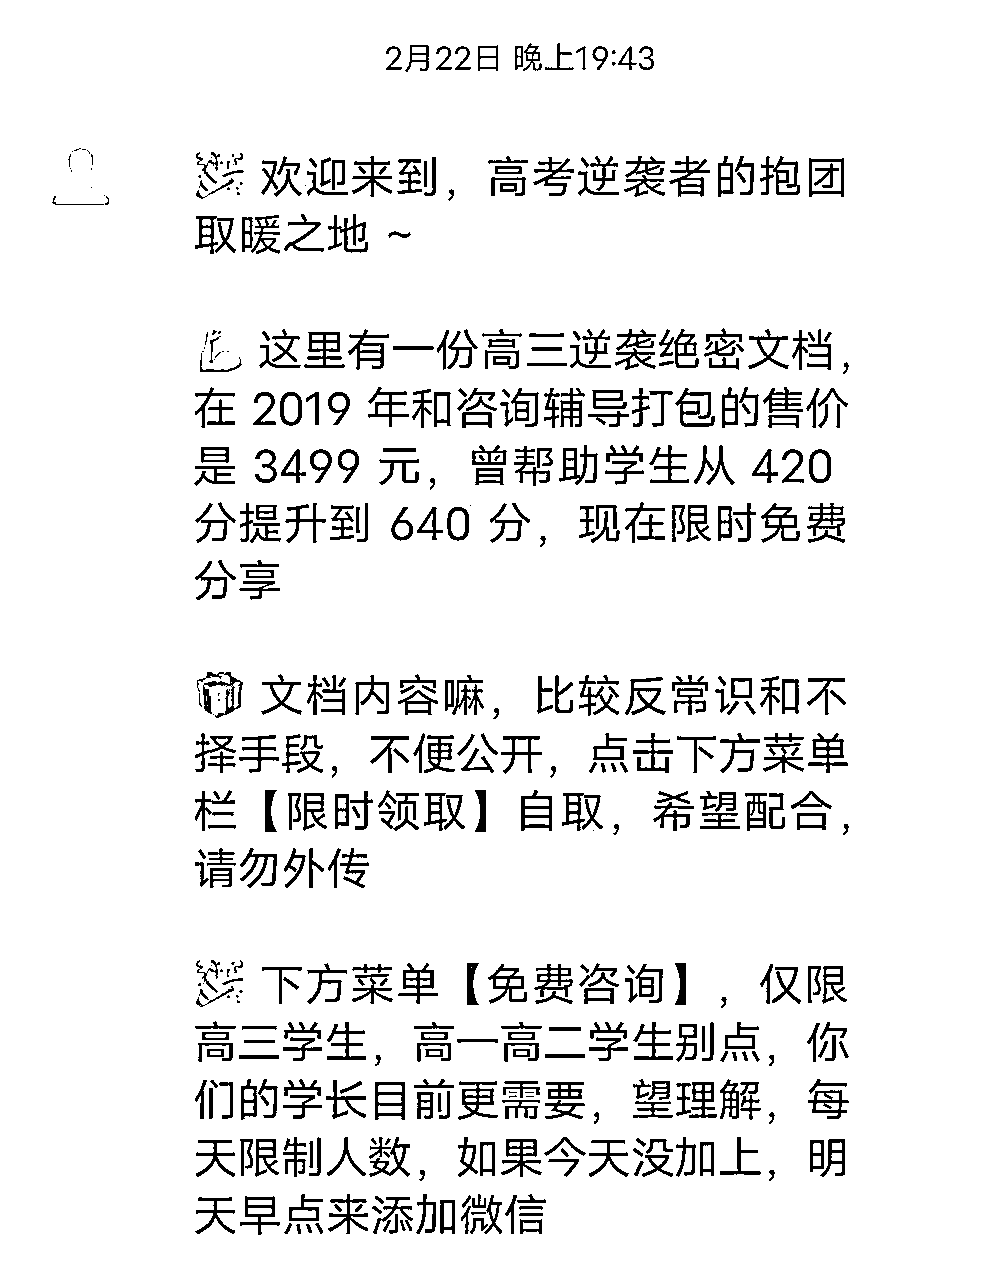 2月22日 晚上19:43
🎉 欢迎来到，高考逆袭者的抱团
取暖之地 ~
💪 这里有一份高三逆袭绝密文档，
在 2019 年和咨询辅导打包的售价
是 3499 元，曾帮助学生从 420
分提升到 640 分，现在限时免费
分享
🎁 文档内容嘛，比较反常识和不
择手段，不便公开，点击下方菜单
栏【限时领取】自取，希望配合，
请勿外传
🎉 下方菜单【免费咨询】，仅限
高三学生，高一高二学生别点，你
们的学长目前更需要，望理解，每
天限制人数，如果今天没加上，明
天早点来添加微信